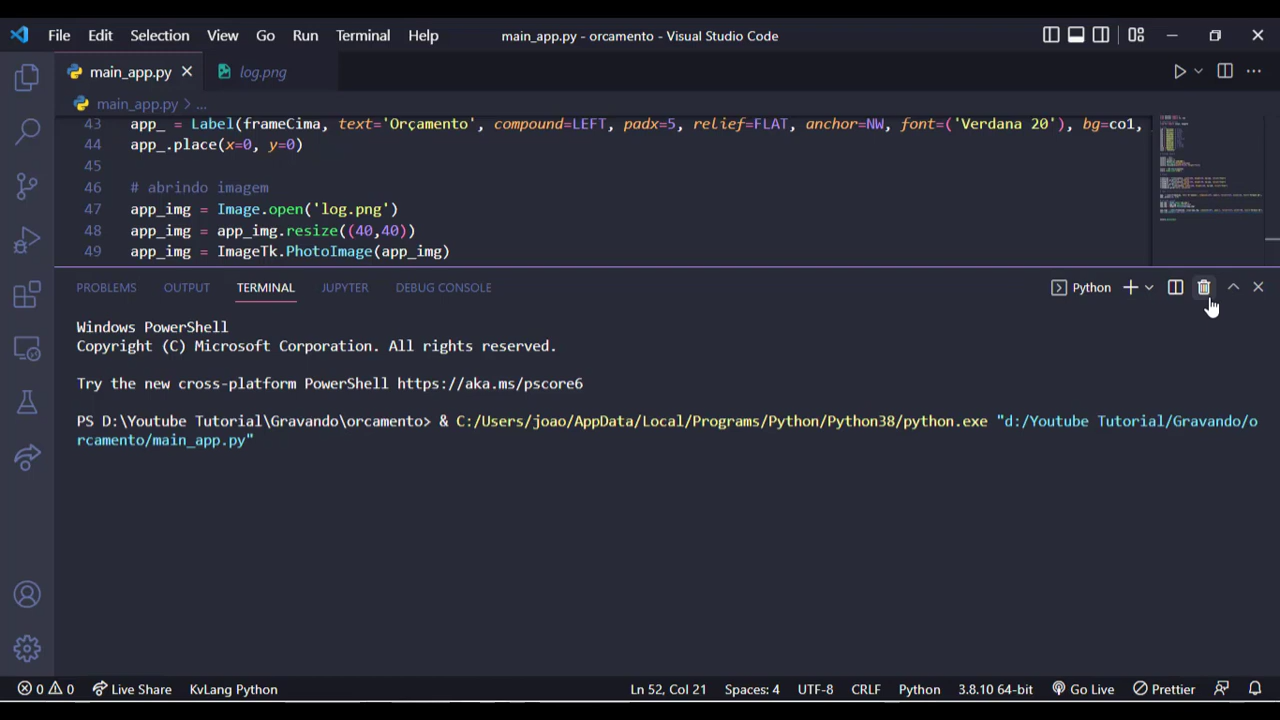 File Edit Selection View Go Run Terminal Help main_app.py - orcamento - Visual Studio Code
main_app.py log.png
main_app.py > ...
43 app_ = Label(frameCima, text='Orçamento', compound=LEFT, padx=5, relief=FLAT, anchor=NW, font=('Verdana 20'), bg=co1,
44 app_.place(x=0, y=0)
45
46 # abrindo imagem
47 app_img = Image.open('log.png')
48 app_img = app_img.resize((40,40))
49 app_img = ImageTk.PhotoImage(app_img)
PROBLEMS OUTPUT TERMINAL JUPYTER DEBUG CONSOLE Python
Windows PowerShell
Copyright (C) Microsoft Corporation. All rights reserved.
Try the new cross-platform PowerShell https://aka.ms/pscore6
PS D:\Youtube Tutorial\Gravando\orcamento> & C:/Users/joao/AppData/Local/Programs/Python/Python38/python.exe "d:/Youtube Tutorial/Gravando/o
rcamento/main_app.py"
0 0 Live Share KvLang Python Ln 52, Col 21 Spaces: 4 UTF-8 CRLF Python 3.8.10 64-bit Go Live Prettier